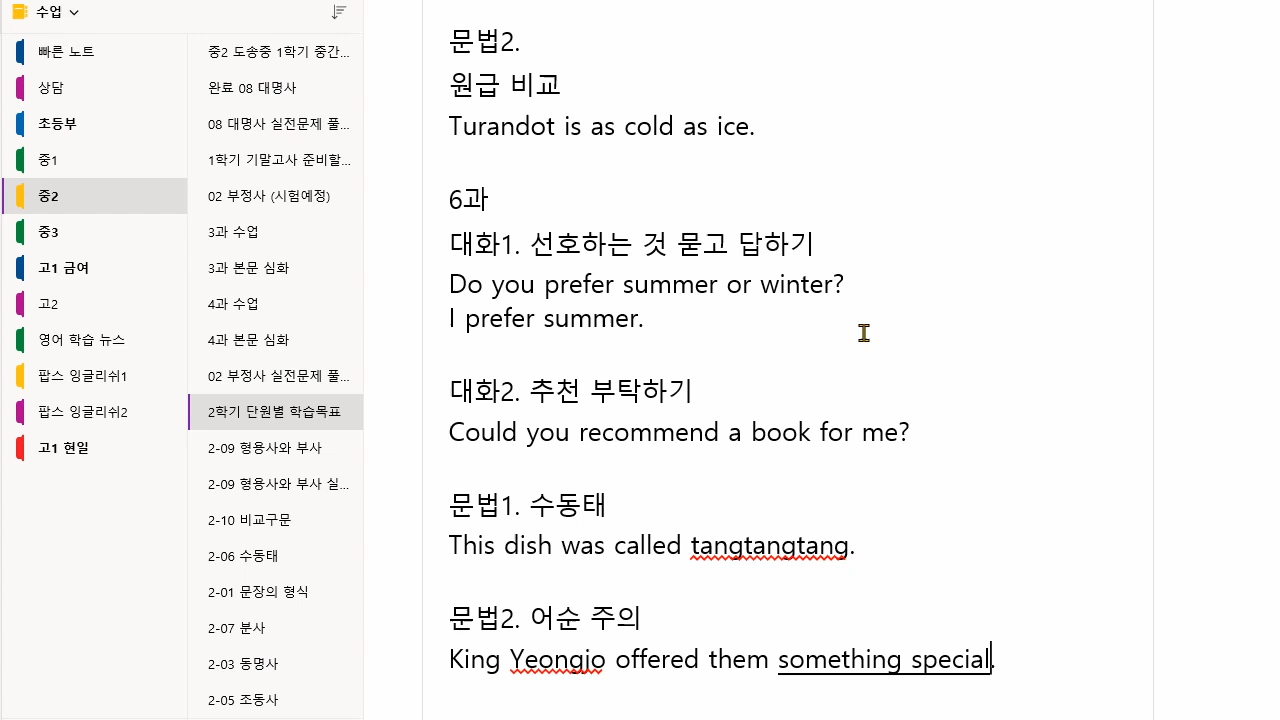 수업
빠른 노트
상담
초등부
중1
중2
중3
고1 금여
고2
영어 학습 뉴스
팝스 잉글리쉬1
팝스 잉글리쉬2
고1 현일
중2 도송중 1학기 중간...
완료 08 대명사
08 대명사 실전문제 풀...
1학기 기말고사 준비할...
02 부정사 (시험예정)
3과 수업
3과 본문 심화
4과 수업
4과 본문 심화
02 부정사 실전문제 풀...
2학기 단원별 학습목표
2-09 형용사와 부사
2-09 형용사와 부사 실...
2-10 비교구문
2-06 수동태
2-01 문장의 형식
2-07 분사
2-03 동명사
2-05 조동사
문법2.
원급 비교
Turandot is as cold as ice.
6과
대화1. 선호하는 것 묻고 답하기
Do you prefer summer or winter?
I prefer summer.
대화2. 추천 부탁하기
Could you recommend a book for me?
문법1. 수동태
This dish was called tangtangtang.
문법2. 어순 주의
King Yeongjo offered them something special.